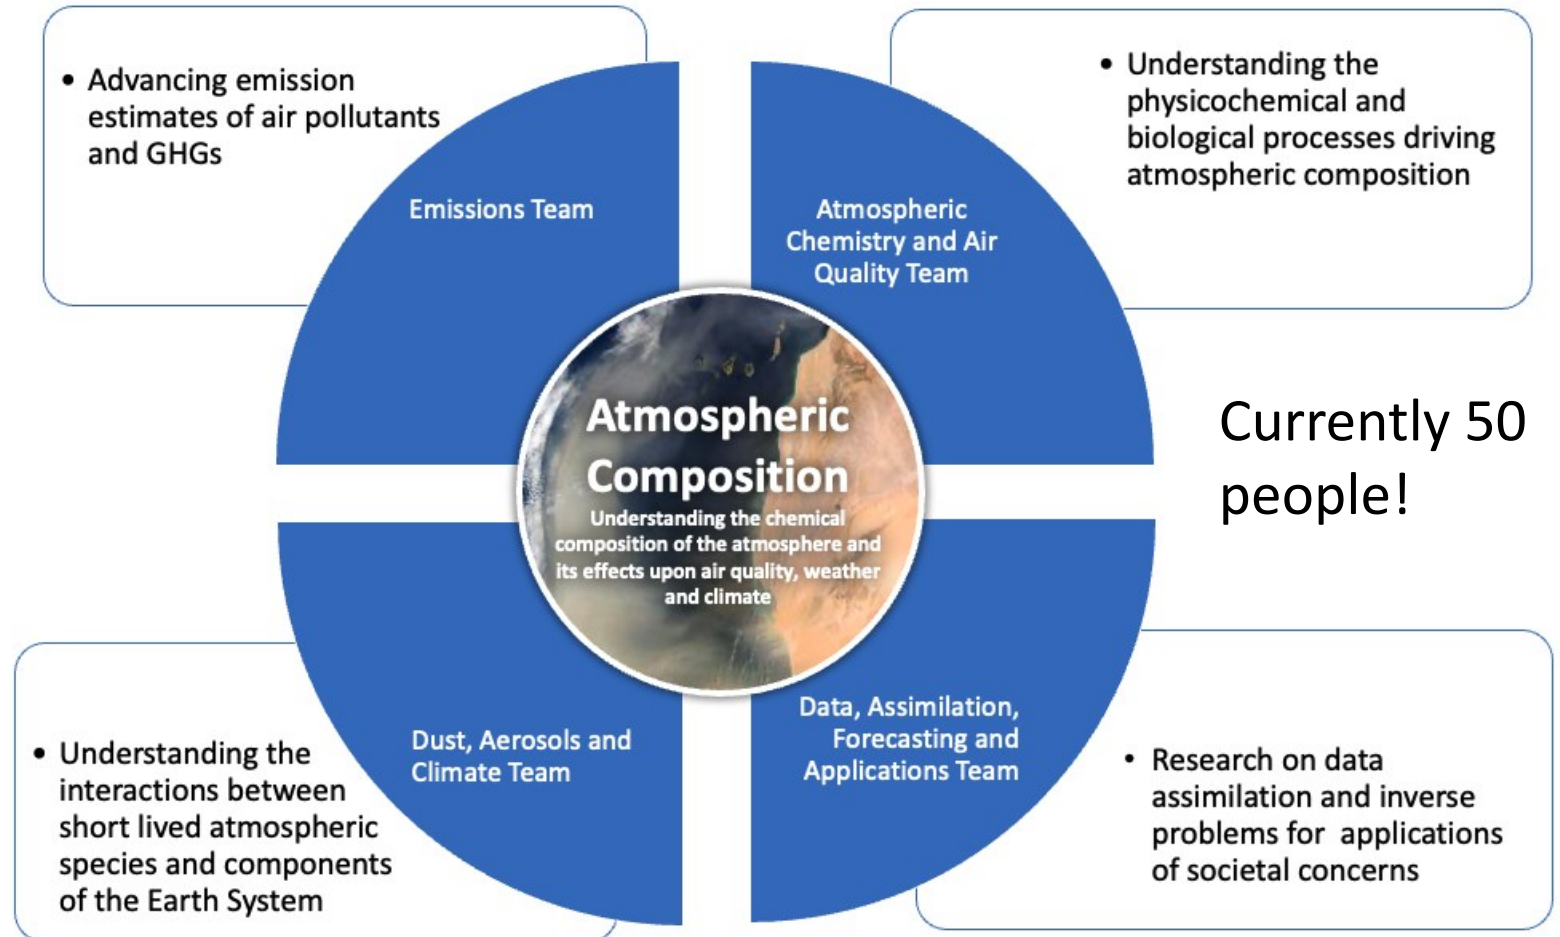 • Advancing emission
estimates of air pollutants
and GHGs
Emissions Team
• Understanding the
physicochemical and
biological processes driving
atmospheric composition
Atmospheric
Chemistry and Air
Quality Team
Atmospheric
Composition
Understanding the chemical
composition of the atmosphere and
its effects upon air quality, weather
and climate
Currently 50
people!
• Understanding the
interactions between
short lived atmospheric
species and components
of the Earth System
Dust, Aerosols and
Climate Team
Data, Assimilation,
Forecasting and
Applications Team
• Research on data
assimilation and inverse
problems for applications
of societal concerns